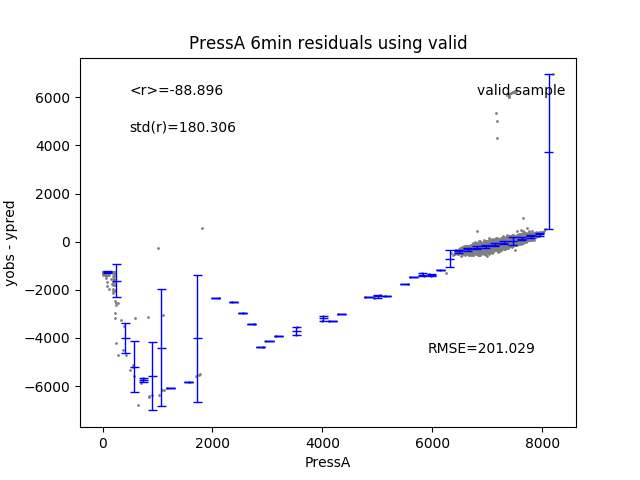 PressA 6min residuals using valid
<r>=-88.896
valid sample
std(r)=180.306
RMSE=201.029
yobs - ypred
6000
4000
2000
0
−2000
−4000
−6000
0 2000 4000 6000 8000
PressA